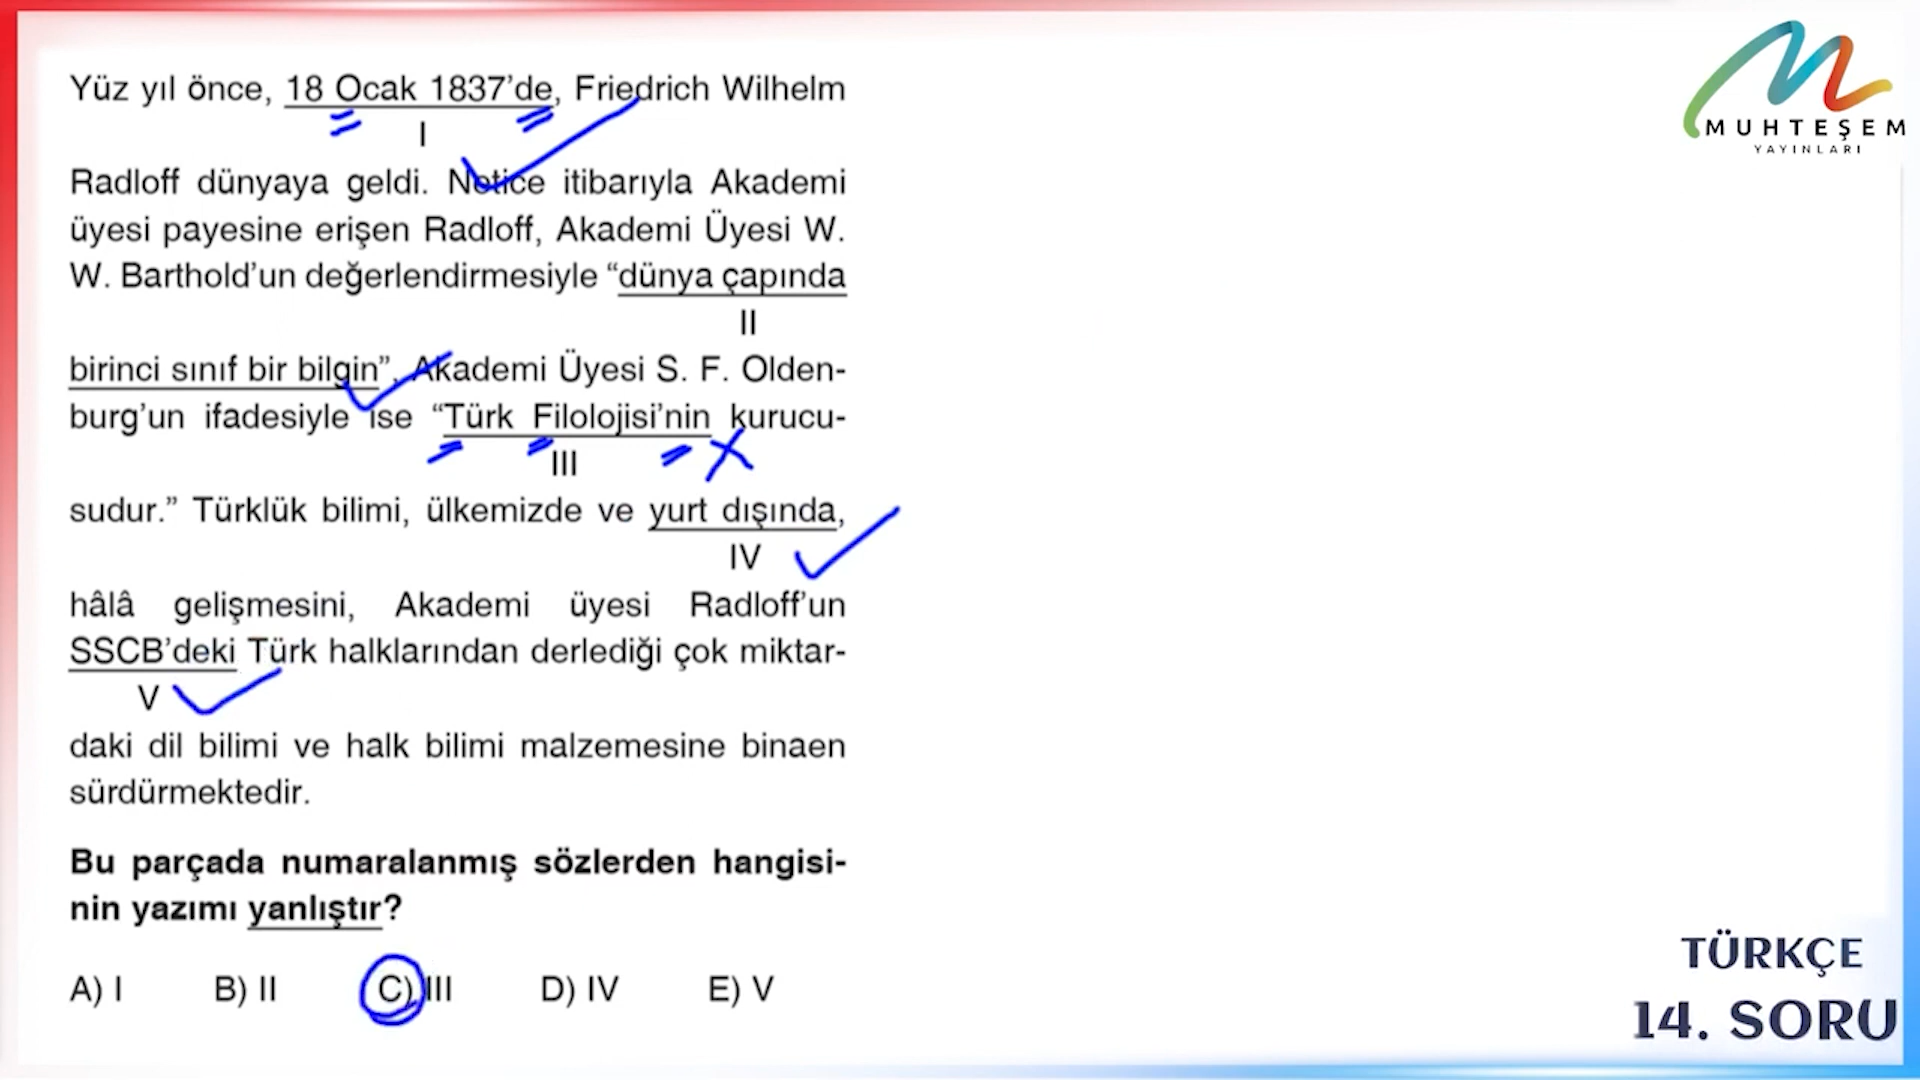 Yüz yıl önce, 18 Ocak 1837’de, Friedrich Wilhelm
I
Radloff dünyaya geldi. Netice itibarıyla Akademi
üyesi payesine erişen Radloff, Akademi Üyesi W.
W. Barthold’un değerlendirmesiyle “dünya çapında
II
birinci sınıf bir bilgin”, Akademi Üyesi S. F. Olden-
burg’un ifadesiyle ise “Türk Filolojisi’nin kurucu-
III
sudur.” Türklük bilimi, ülkemizde ve yurt dışında,
IV
hâlâ gelişmesini, Akademi üyesi Radloff’un
SSCB’deki Türk halklarından derlediği çok miktar-
V
daki dil bilimi ve halk bilimi malzemesine binaen
sürdürmektedir.
Bu parçada numaralanmış sözlerden hangisi-
nin yazımı yanlıştır?
A) I B) II C) III D) IV E) V
MUHTEŞEM
YAYINLARI
TÜRKÇE
14. SORU